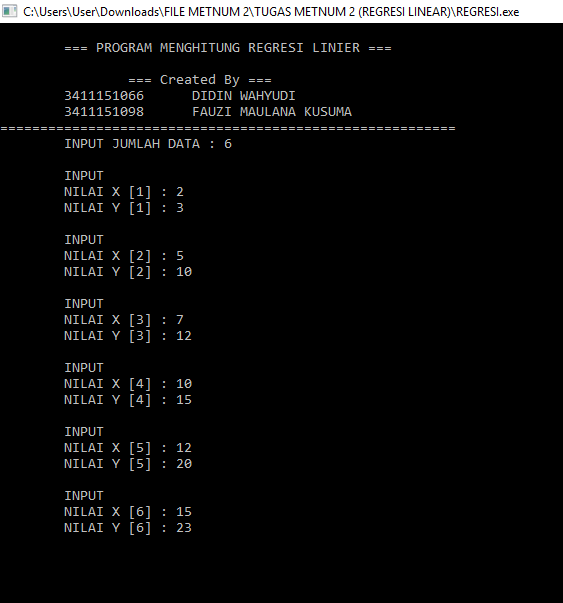 C:\Users\User\Downloads\FILE METNUM 2\TUGAS METNUM 2 (REGRESI LINEAR)\REGRESI.exe
=== PROGRAM MENGHITUNG REGRESI LINIER ===
=== Created By ===
3411151066 DIDIN WAHYUDI
3411151098 FAUZI MAULANA KUSUMA
=========================================================
INPUT JUMLAH DATA : 6
INPUT
NILAI X [1] : 2
NILAI Y [1] : 3
INPUT
NILAI X [2] : 5
NILAI Y [2] : 10
INPUT
NILAI X [3] : 7
NILAI Y [3] : 12
INPUT
NILAI X [4] : 10
NILAI Y [4] : 15
INPUT
NILAI X [5] : 12
NILAI Y [5] : 20
INPUT
NILAI X [6] : 15
NILAI Y [6] : 23